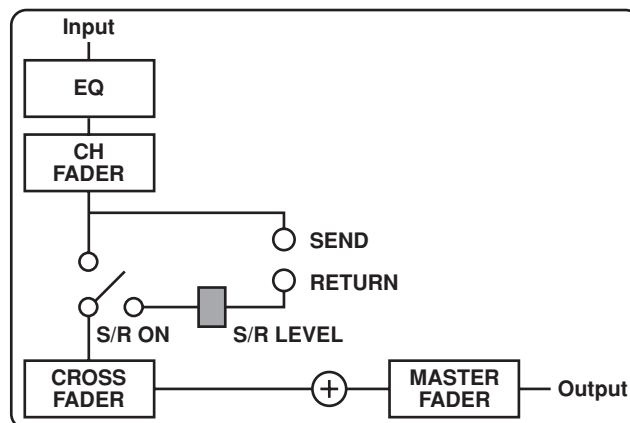 Input
EQ
CH
FADER
SEND
RETURN
S/R ON
S/R LEVEL
CROSS
FADER
+
MASTER
FADER
Output